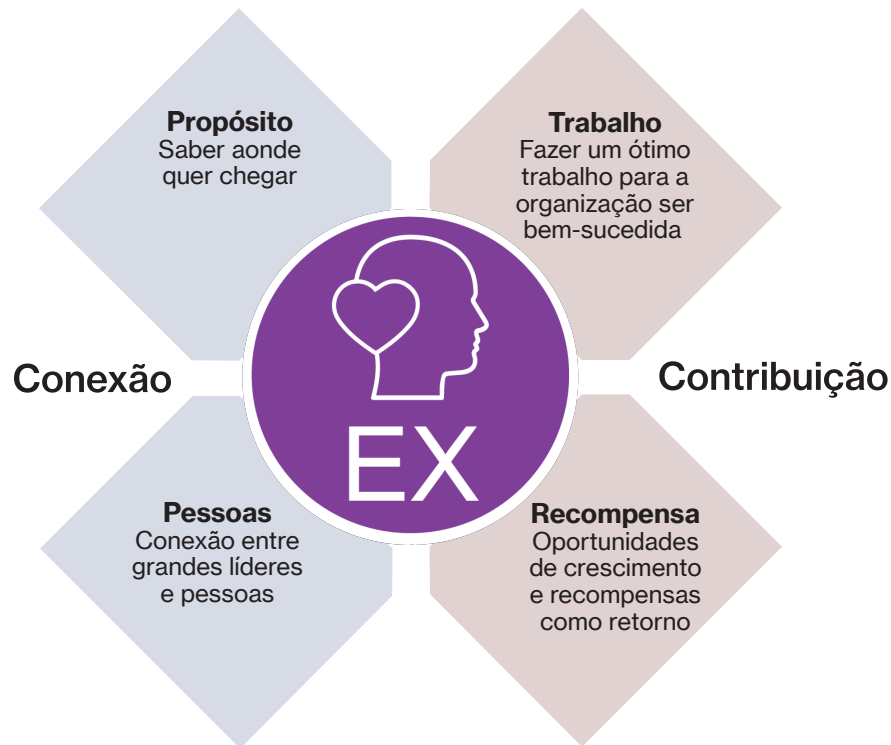 Propósito
Saber aonde
quer chegar
Trabalho
Fazer um ótimo
trabalho para a
organização ser
bem-sucedida
Conexão
EX
Contribuição
Pessoas
Conexão entre
grandes líderes
e pessoas
Recompensa
Oportunidades
de crescimento
e recompensas
como retorno